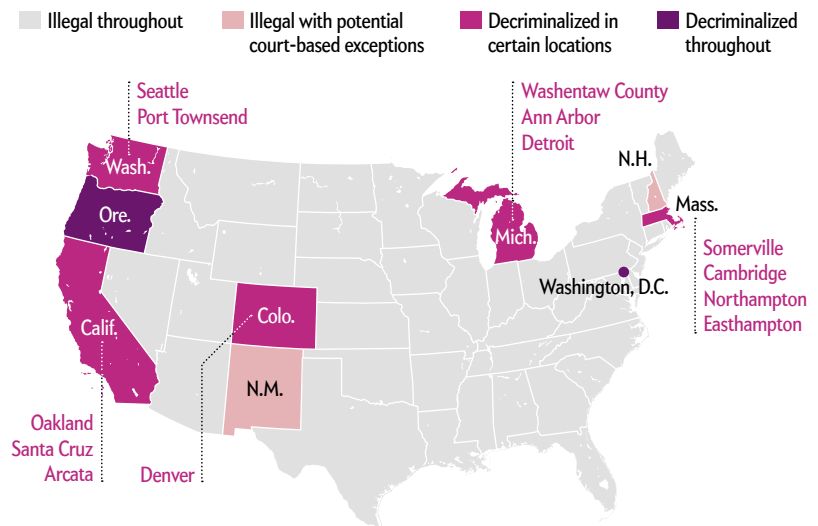 Illegal throughout
Illegal with potential
court-based exceptions
Decriminalized in
certain locations
Decriminalized
throughout
Seattle
Port Townsend
Washentaw County
Ann Arbor
Detroit
N.H.
Wash.
Mass.
Ore.
Mich.
Somerville
Cambridge
Northampton
Easthampton
Washington, D.C.
Colo.
Calif.
N.M.
Oakland
Santa Cruz
Arcata
Denver